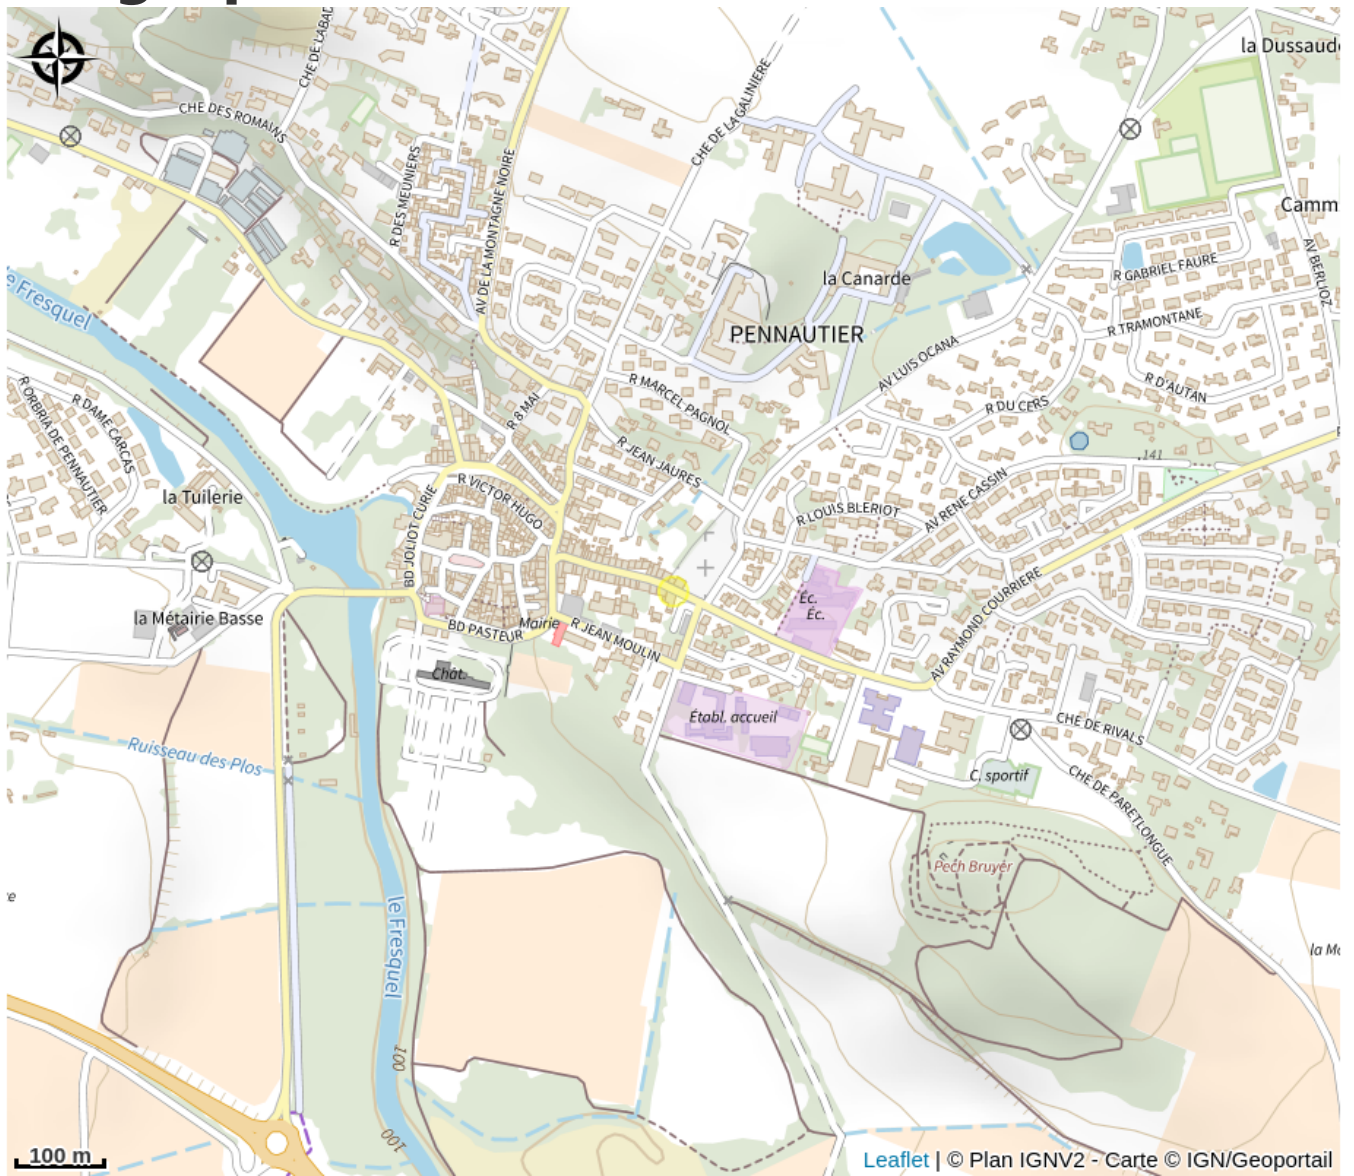 la Dussaude
CHE DE LABAD
CHE DE LA GALINIERE
CHE DES ROMAINS
R DES MEUNIERS
AV DE LA MONTAGNE NOIRE
Camm
AV BERLIOZ
R GABRIEL FAURE
la Canarde
le Fresquel
R TRAMONTANE
PENNAUTIER
AV LUIS OCANA
R MARCEL PAGNOL
R D'AUTAN
R ORBRIA DE PENNAUTIER
R DAME CARCAS
R 8 MAI
R DU CERS
R JEAN JAURES
141
la Tuilerie
R VICTOR HUGO
BD JOLIOT CURIE
R LOUIS BLERIOT
AV RENE CASSIN
Éc.
Éc.
la Métairie Basse
BD PASTEUR
Mairie
R JEAN MOULIN
AV RAYMOND COURRIERE
Chât.
Établ. accueil
CHE DE RIVALS
Ruisseau des Plos
C. sportif
CHE DE PARETLONGUE
Pech Bruyèr
le Fresquel
la Mo
100
100
100 m
Leaflet | © Plan IGNV2 - Carte © IGN/Geoportail